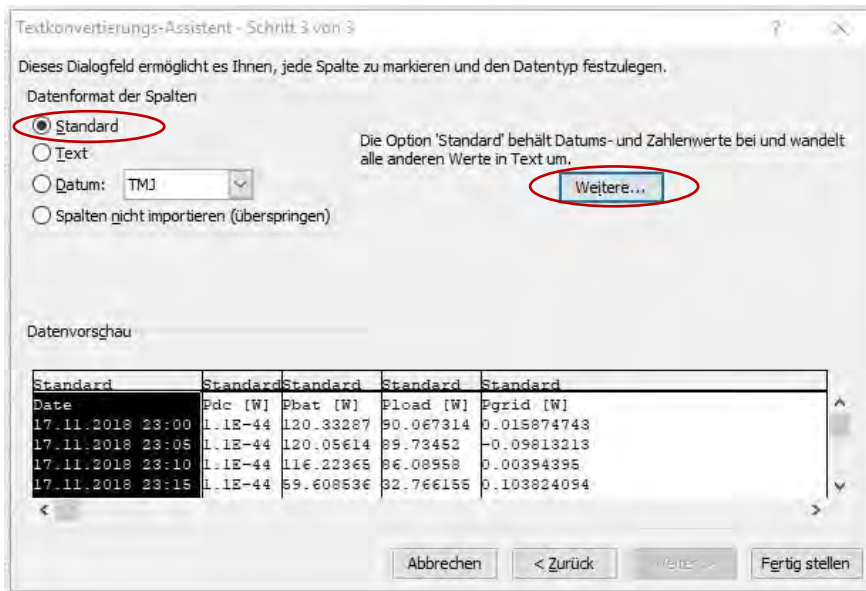 Textkonvertierungs-Assistent - Schritt 3 von 3
Dieses Dialogfeld ermöglicht es Ihnen, jede Spalte zu markieren und den Datentyp festzulegen.
Datenformat der Spalten
Standard
Text
Datum: TMJ
Spalten nicht importieren (überspringen)
Die Option 'Standard' behält Datums- und Zahlenwerte bei und wandelt
alle anderen Werte in Text um.
Weitere...
Datenvorschau
Standard Standard Standard Standard Standard
Date Pdc [W] Pbat [W] Pload [W] Pgrid [W]
17.11.2018 23:00 1.1E-44 120.33287 90.067314 0.015874743
17.11.2018 23:05 1.1E-44 120.05614 89.73452 -0.09813213
17.11.2018 23:10 1.1E-44 116.22365 86.08958 0.00394395
17.11.2018 23:15 1.1E-44 59.608536 32.766155 0.103824094
Abbrechen < Zurück Weiter > Fertig stellen